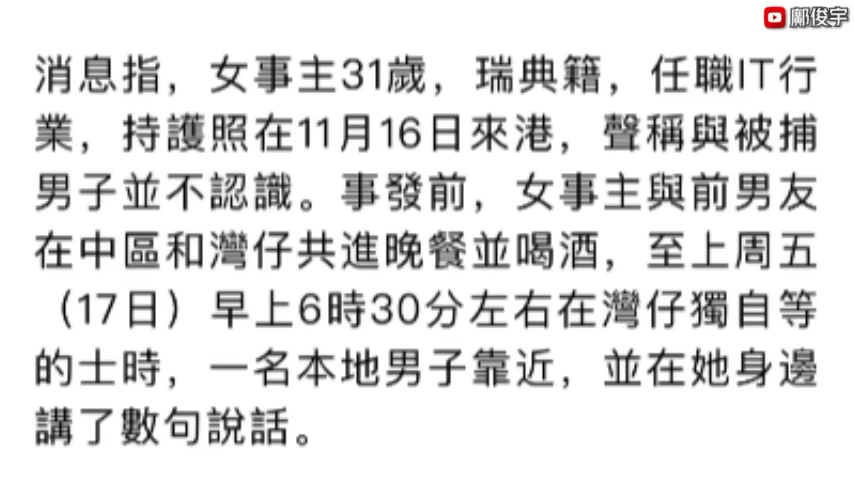 鄺俊宇
消息指，女事主31歲，瑞典籍，任職IT行
業，持護照在11月16日來港，聲稱與被捕
男子並不認識。事發前，女事主與前男友
在中區和灣仔共進晚餐並喝酒，至上周五
（17日）早上6時30分左右在灣仔獨自等
的士時，一名本地男子靠近，並在她身邊
講了數句說話。